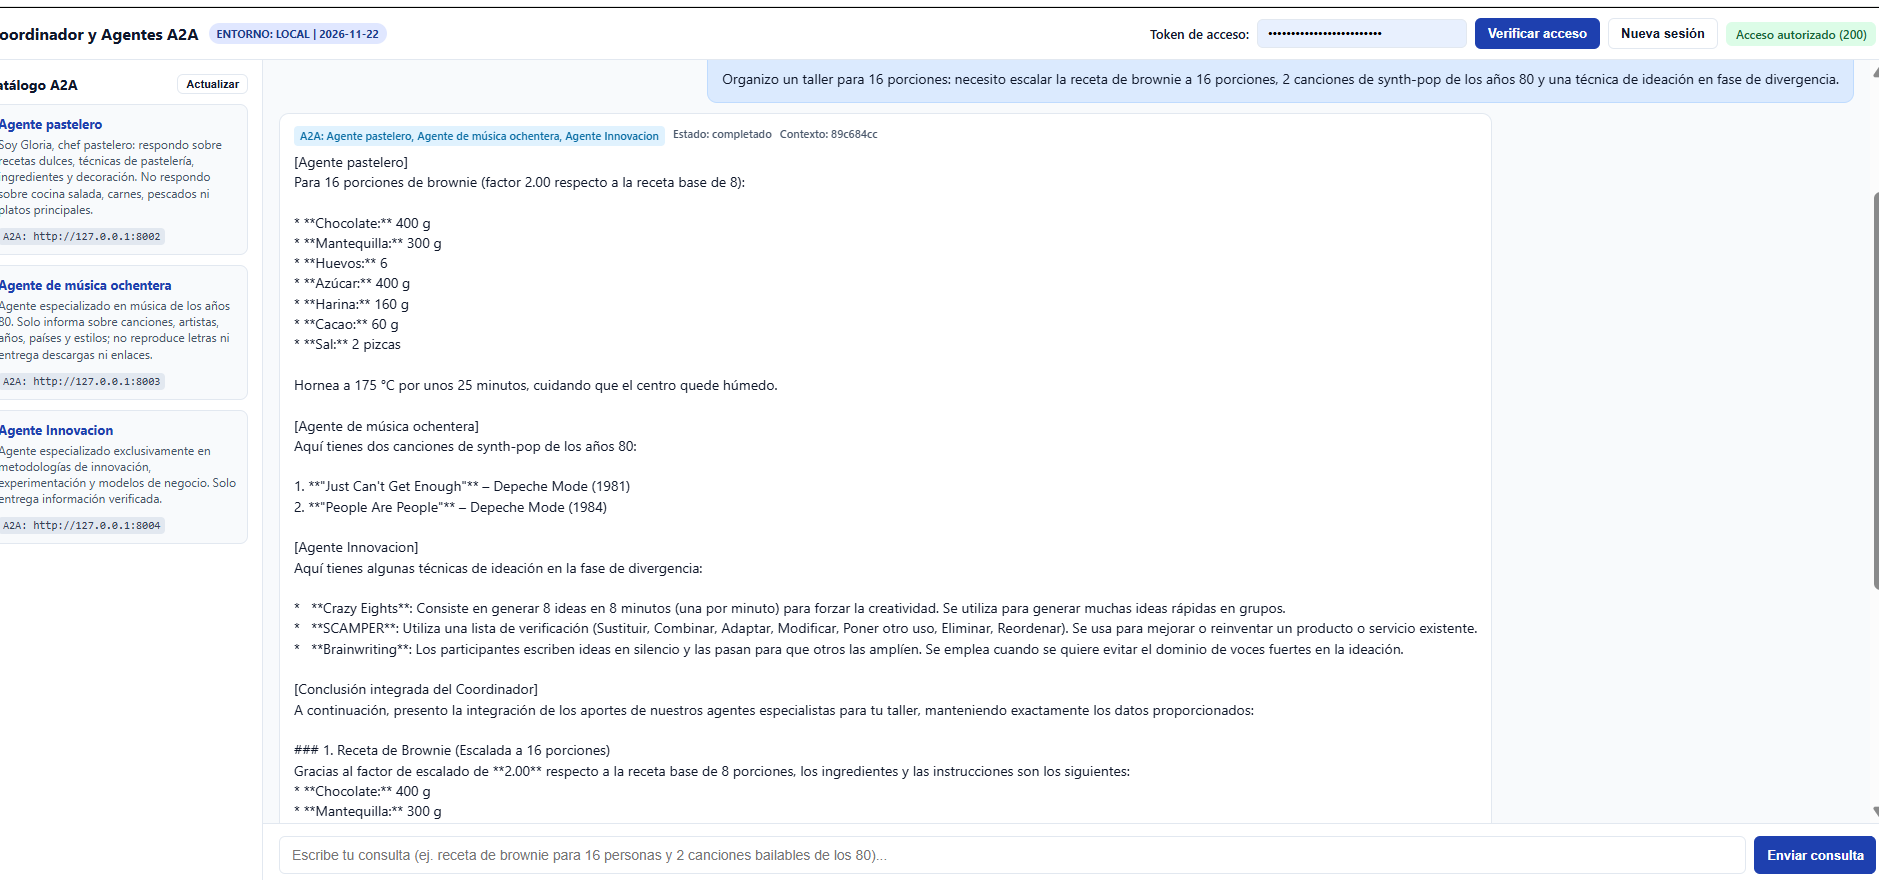 oordinador y Agentes A2A
ENTORNO: LOCAL | 2026-11-22
Token de acceso:
••••••••••••••••••••••••
Verificar acceso
Nueva sesión
Acceso autorizado (200)
atálogo A2A
Actualizar
Agente pastelero
Soy Gloria, chef pastelero: respondo sobre
recetas dulces, técnicas de pastelería,
ingredientes y decoración. No respondo
sobre cocina salada, carnes, pescados ni
platos principales.
A2A: http://127.0.0.1:8002
Agente de música ochentera
Agente especializado en música de los años
80. Solo informa sobre canciones, artistas,
años, países y estilos; no reproduce letras ni
entrega descargas ni enlaces.
A2A: http://127.0.0.1:8003
Agente Innovacion
Agente especializado exclusivamente en
metodologías de innovación,
experimentación y modelos de negocio. Solo
entrega información verificada.
A2A: http://127.0.0.1:8004
Organizo un taller para 16 porciones: necesito escalar la receta de brownie a 16 porciones, 2 canciones de synth-pop de los años 80 y una técnica de ideación en fase de divergencia.
A2A: Agente pastelero, Agente de música ochentera, Agente Innovacion
Estado: completado
Contexto: 89c684cc
[Agente pastelero]
Para 16 porciones de brownie (factor 2.00 respecto a la receta base de 8):
* **Chocolate:** 400 g
* **Mantequilla:** 300 g
* **Huevos:** 6
* **Azúcar:** 400 g
* **Harina:** 160 g
* **Cacao:** 60 g
* **Sal:** 2 pizcas
Hornea a 175 °C por unos 25 minutos, cuidando que el centro quede húmedo.
[Agente de música ochentera]
Aquí tienes dos canciones de synth-pop de los años 80:
1. **"Just Can't Get Enough"** – Depeche Mode (1981)
2. **"People Are People"** – Depeche Mode (1984)
[Agente Innovacion]
Aquí tienes algunas técnicas de ideación en la fase de divergencia:
* **Crazy Eights**: Consiste en generar 8 ideas en 8 minutos (una por minuto) para forzar la creatividad. Se utiliza para generar muchas ideas rápidas en grupos.
* **SCAMPER**: Utiliza una lista de verificación (Sustituir, Combinar, Adaptar, Modificar, Poner otro uso, Eliminar, Reordenar). Se usa para mejorar o reinventar un producto o servicio existente.
* **Brainwriting**: Los participantes escriben ideas en silencio y las pasan para que otros las amplíen. Se emplea cuando se quiere evitar el dominio de voces fuertes en la ideación.
[Conclusión integrada del Coordinador]
A continuación, presento la integración de los aportes de nuestros agentes especialistas para tu taller, manteniendo exactamente los datos proporcionados:
### 1. Receta de Brownie (Escalada a 16 porciones)
Gracias al factor de escalado de **2.00** respecto a la receta base de 8 porciones, los ingredientes y las instrucciones son los siguientes:
* **Chocolate:** 400 g
* **Mantequilla:** 300 g
Escribe tu consulta (ej. receta de brownie para 16 personas y 2 canciones bailables de los 80)...
Enviar consulta